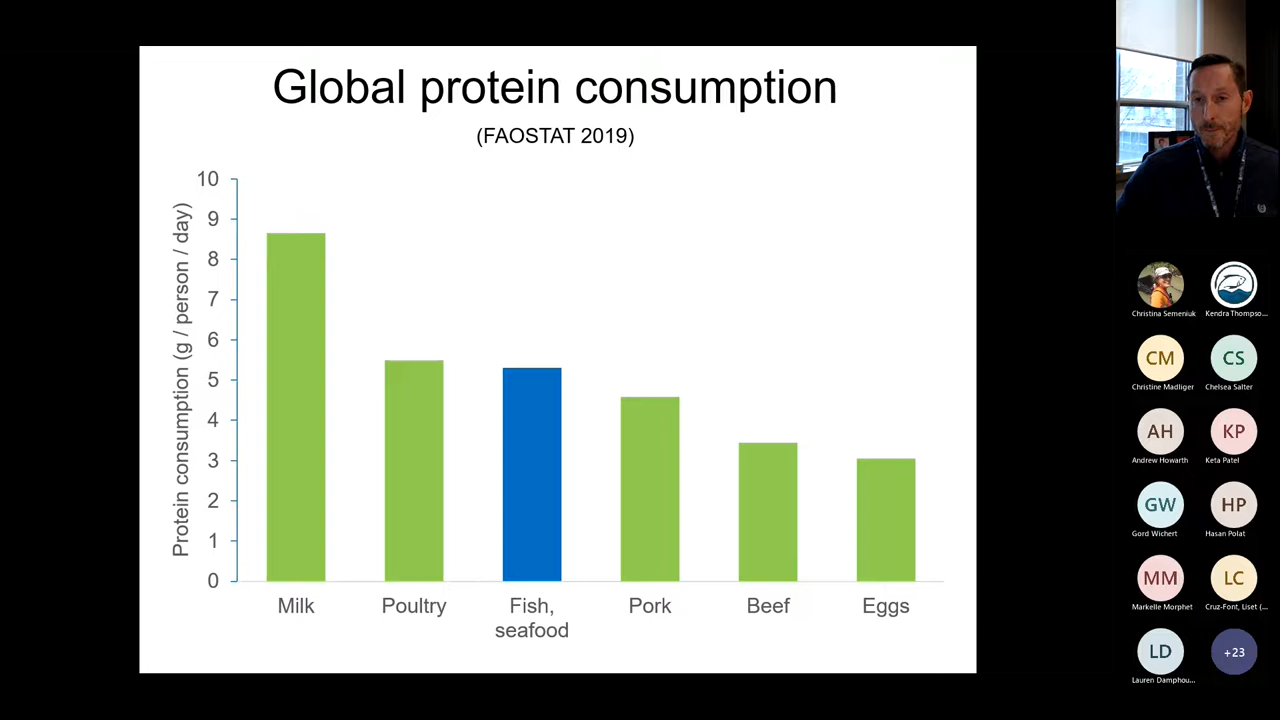 Global protein consumption
(FAOSTAT 2019)
Protein consumption (g / person / day)
10
9
8
7
6
5
4
3
2
1
0
Milk
Poultry
Fish,
seafood
Pork
Beef
Eggs
Christina Semeniuk
Kendra Thompso...
CM
CS
Christine Madliger
Chelsea Salter
AH
KP
Andrew Howarth
Keta Patel
GW
HP
Gord Wichert
Hasan Polat
MM
LC
Markelle Morphet
Cruz-Font, Liset (...
LD
+23
Lauren Damphou...